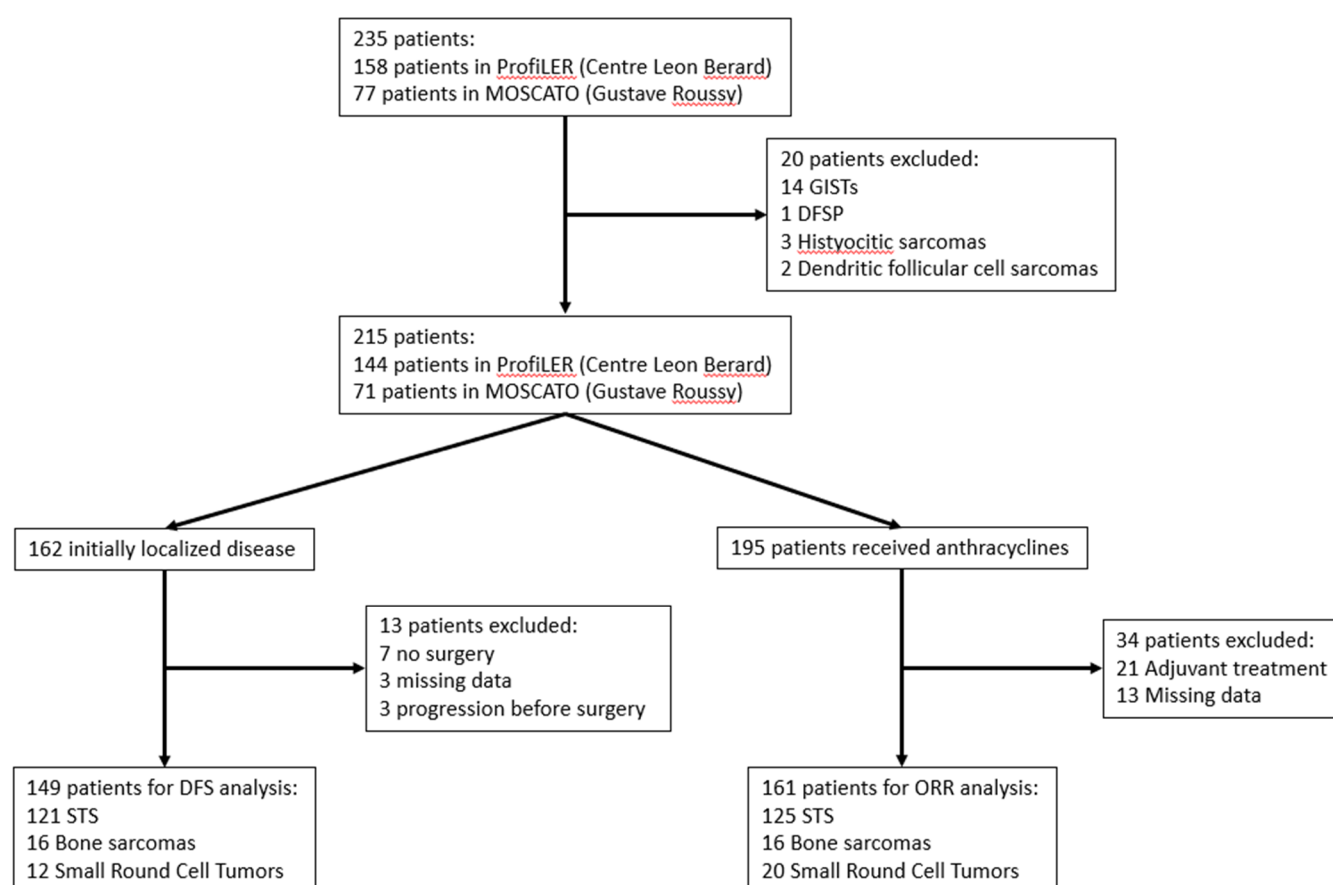 235 patients:
158 patients in ProfiLER (Centre Leon Berard)
77 patients in MOSCATO (Gustave Roussy)
20 patients excluded:
14 GISTs
1 DFSP
3 Histyocitic sarcomas
2 Dendritic follicular cell sarcomas
215 patients:
144 patients in ProfiLER (Centre Leon Berard)
71 patients in MOSCATO (Gustave Roussy)
162 initially localized disease
195 patients received anthracyclines
13 patients excluded:
7 no surgery
3 missing data
3 progression before surgery
34 patients excluded:
21 Adjuvant treatment
13 Missing data
149 patients for DFS analysis:
121 STS
16 Bone sarcomas
12 Small Round Cell Tumors
161 patients for ORR analysis:
125 STS
16 Bone sarcomas
20 Small Round Cell Tumors